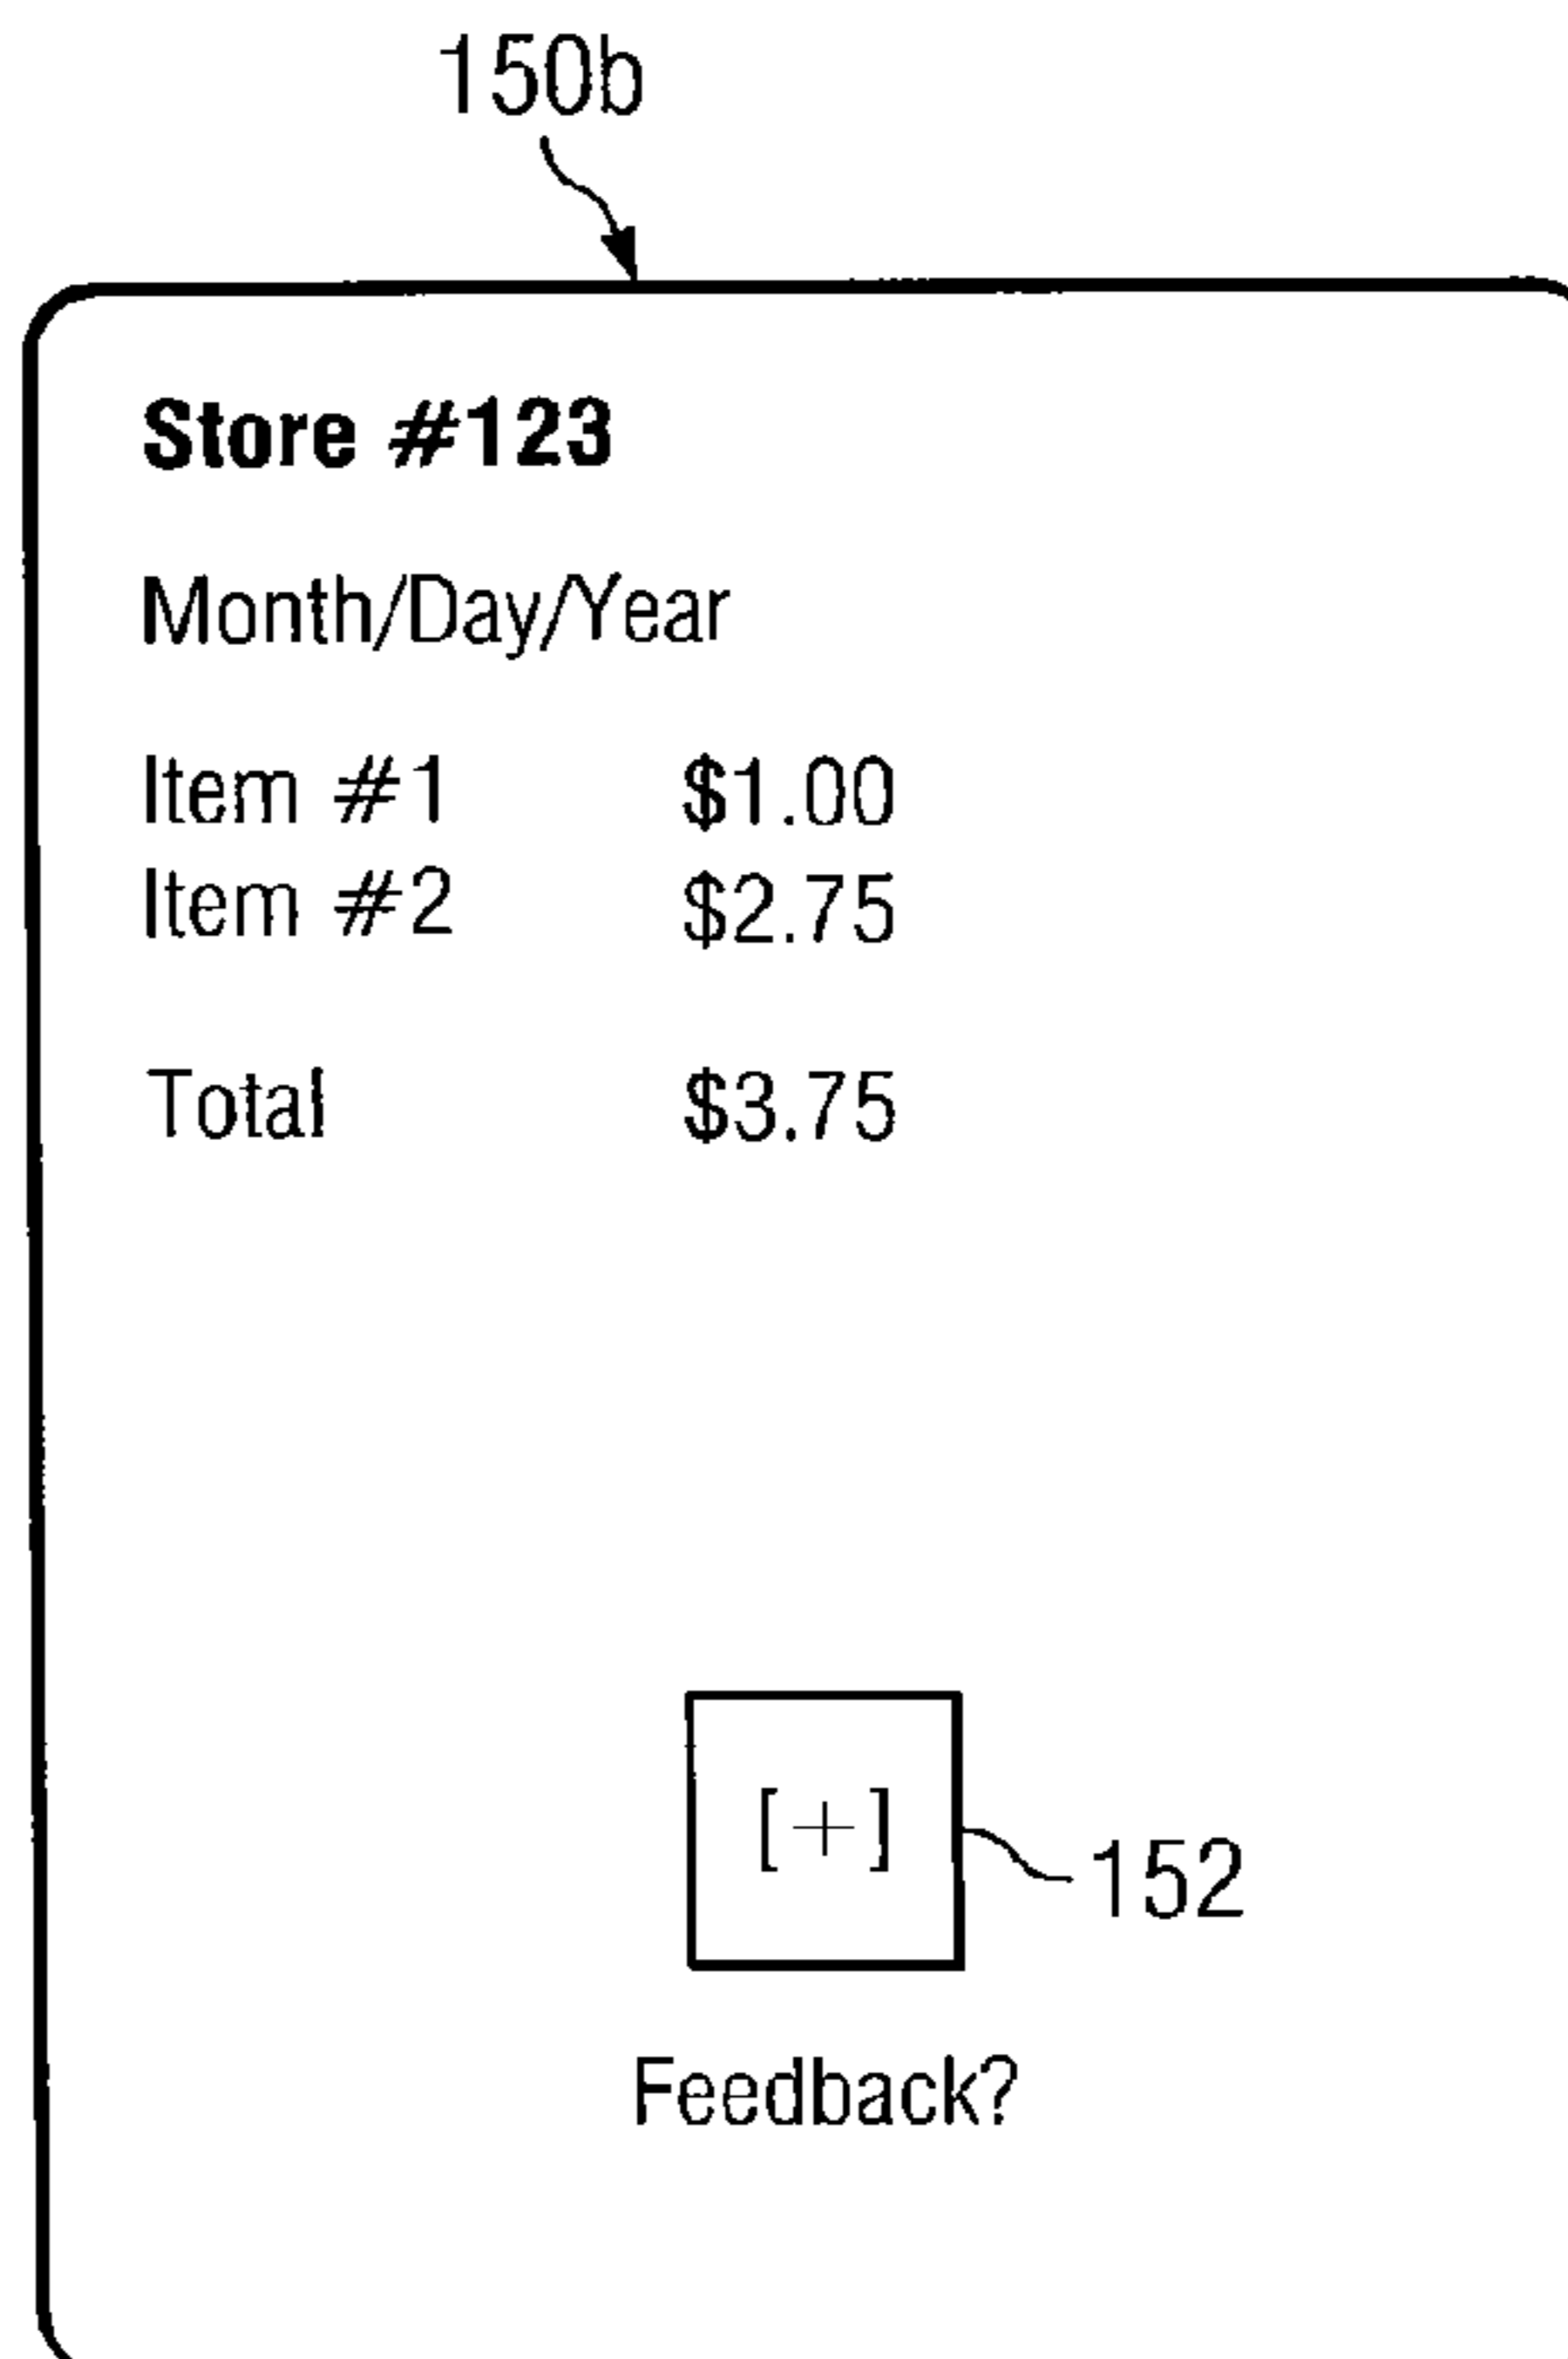 150b
Store #123
Month/Day/Year
Item #1 $1.00
Item #2 $2.75
Total $3.75
[+]
152
Feedback?